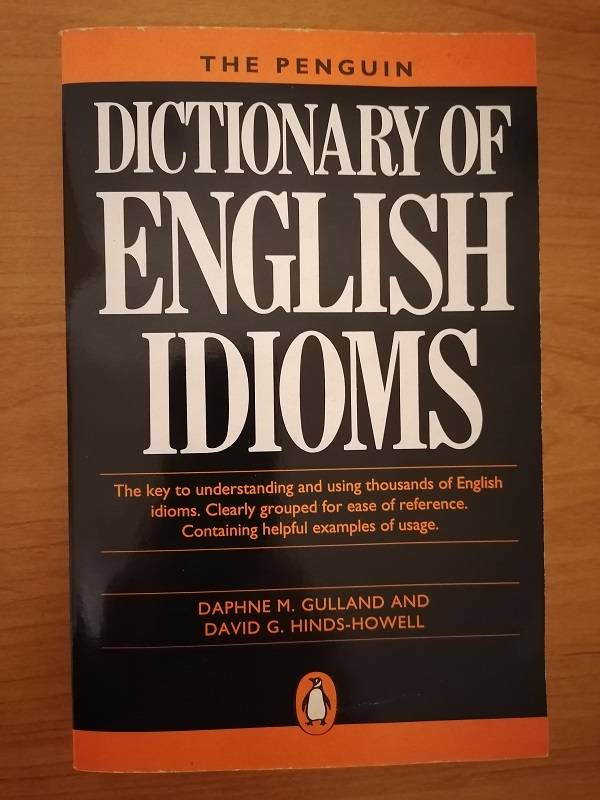 THE PENGUIN
DICTIONARY OF
ENGLISH
IDIOMS
The key to understanding and using thousands of English
idioms. Clearly grouped for ease of reference.
Containing helpful examples of usage.
DAPHNE M. GULLAND AND
DAVID G. HINDS-HOWELL